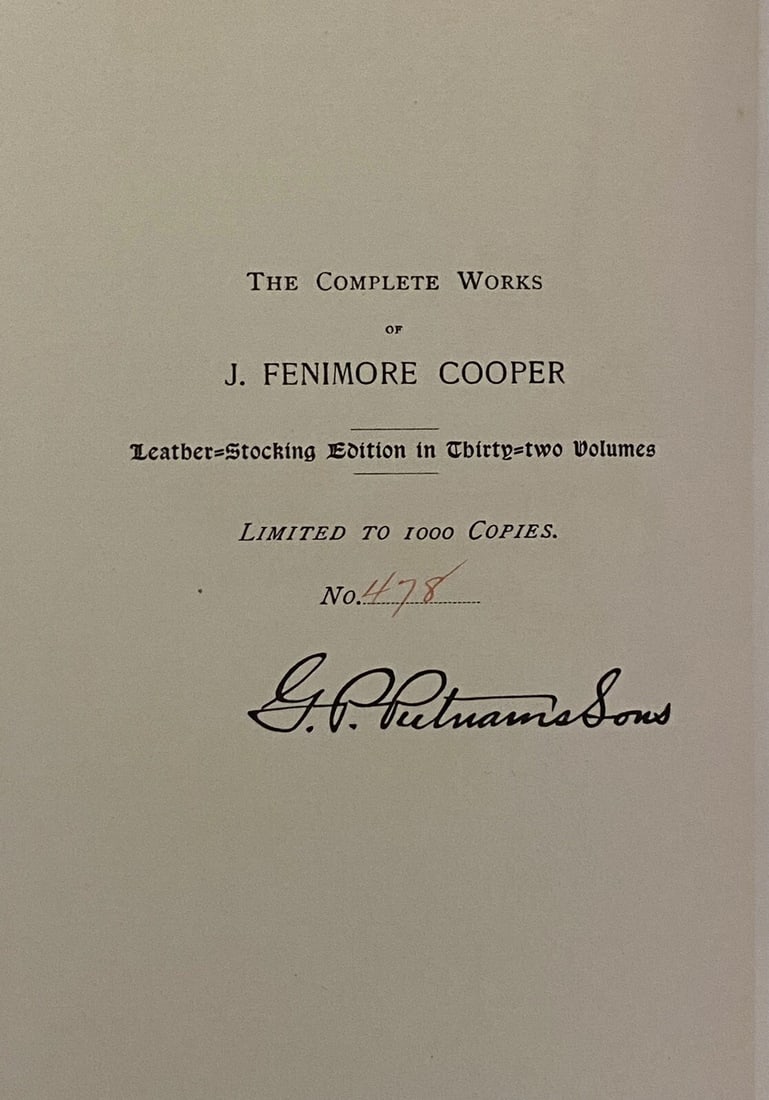 THE COMPLETE WORKS
OF
J. FENIMORE COOPER
Leather=Stocking Edition in Thirty=two Volumes
LIMITED TO 1000 COPIES.
No. 478
G. P. Putnam's Sons